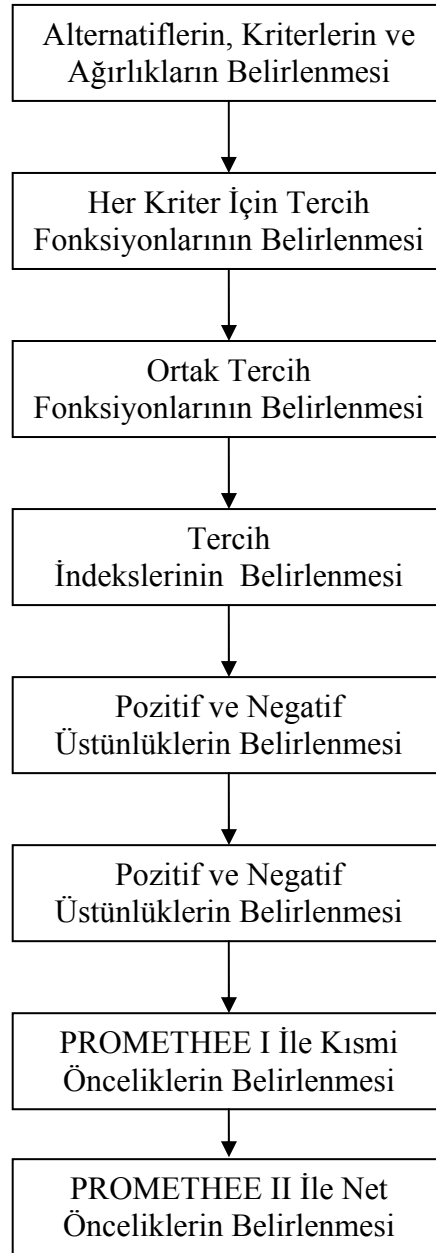 Alternatiflerin, Kriterlerin ve
Ağırlıkların Belirlenmesi
Her Kriter İçin Tercih
Fonksiyonlarının Belirlenmesi
Ortak Tercih
Fonksiyonlarının Belirlenmesi
Tercih
İndekslerinin  Belirlenmesi
Pozitif ve Negatif
Üstünlüklerin Belirlenmesi
Pozitif ve Negatif
Üstünlüklerin Belirlenmesi
PROMETHEE I İle Kısmi
Önceliklerin Belirlenmesi
PROMETHEE II İle Net
Önceliklerin Belirlenmesi